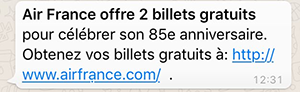 Air France offre 2 billets gratuits
pour célébrer son 85e anniversaire.
Obtenez vos billets gratuits à: http://
www.airfrạnce.com/ .
12:31